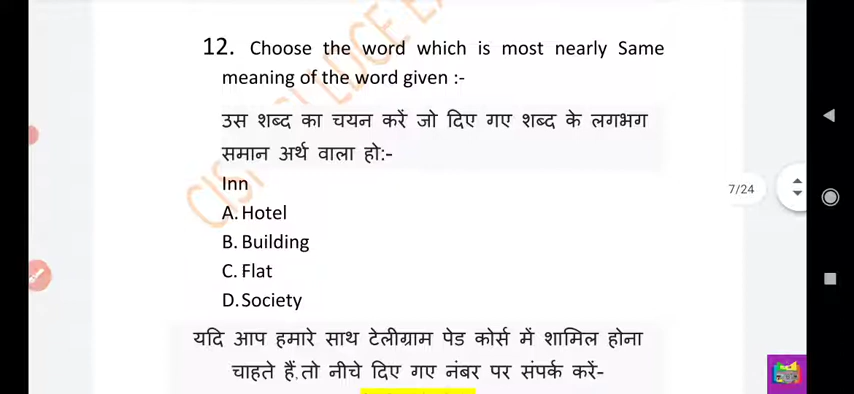 12. Choose the word which is most nearly Same
meaning of the word given :-
उस शब्द का चयन करें जो दिए गए शब्द के लगभग
समान अर्थ वाला हो:-
Inn
A. Hotel
B. Building
C. Flat
D. Society
7/24
यदि आप हमारे साथ टेलीग्राम पेड कोर्स में शामिल होना
चाहते हैं,तो नीचे दिए गए नंबर पर संपर्क करें-